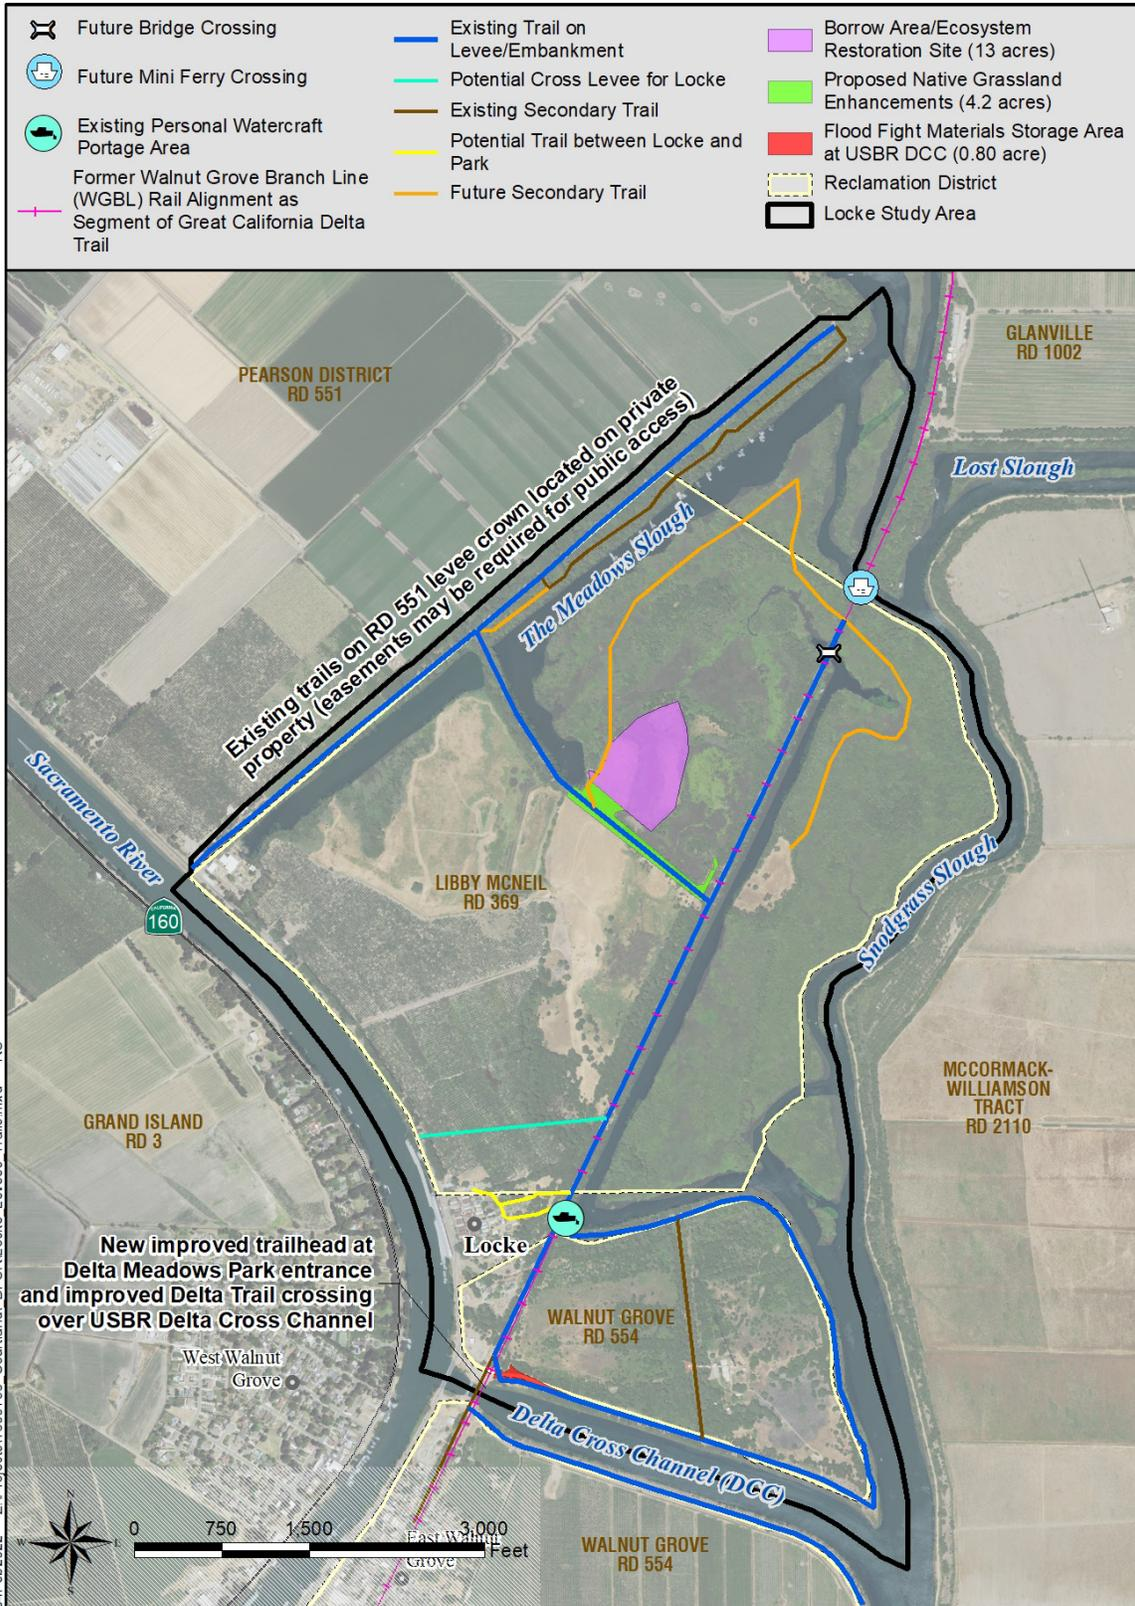 Future Bridge Crossing
Future Mini Ferry Crossing
Existing Personal Watercraft
Portage Area
Former Walnut Grove Branch Line
(WGBL) Rail Alignment as
Segment of Great California Delta
Trail
Existing Trail on
Levee/Embankment
Potential Cross Levee for Locke
Existing Secondary Trail
Potential Trail between Locke and
Park
Future Secondary Trail
Borrow Area/Ecosystem
Restoration Site (13 acres)
Proposed Native Grassland
Enhancements (4.2 acres)
Flood Fight Materials Storage Area
at USBR DCC (0.80 acre)
Reclamation District
Locke Study Area
GLANVILLE
RD 1002
PEARSON DISTRICT
RD 551
Existing trails on RD 551 levee crown located on private
property (easements may be required for public access)
Lost Slough
The Meadows Slough
Sacramento River
CALIFORNIA
160
LIBBY MCNEIL
RD 369
Snodgrass Slough
MCCORMACK-
WILLIAMSON
TRACT
RD 2110
GRAND ISLAND
RD 3
Locke
New improved trailhead at
Delta Meadows Park entrance
and improved Delta Trail crossing
over USBR Delta Cross Channel
WALNUT GROVE
RD 554
West Walnut
Grove
Delta Cross Channel (DCC)
N
W
E
S
0 750 1,500 3,000
Feet
East Walnut
Grove
WALNUT GROVE
RD 554